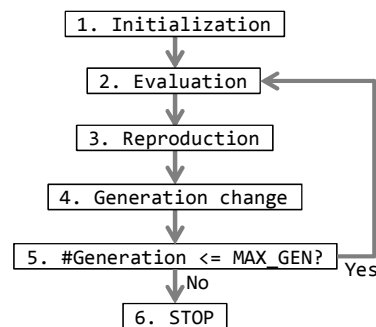 1. Initialization
2. Evaluation
3. Reproduction
4. Generation change
5. #Generation <= MAX_GEN?
Yes
No
6. STOP